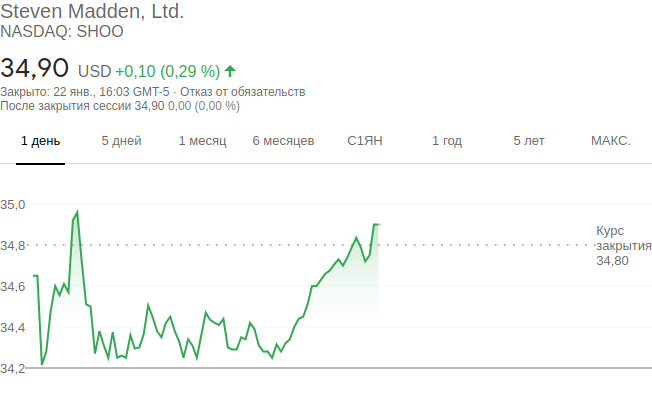 Steven Madden, Ltd.
NASDAQ: SHOO
34,90 USD +0,10 (0,29 %)
Закрыто: 22 янв., 16:03 GMT-5 · Отказ от обязательств
После закрытия сессии 34,90 0,00 (0,00 %)
1 день 5 дней 1 месяц 6 месяцев С1ЯН 1 год 5 лет МАКС.
35,0
34,8
34,6
34,4
34,2
Курс
закрытия
34,80